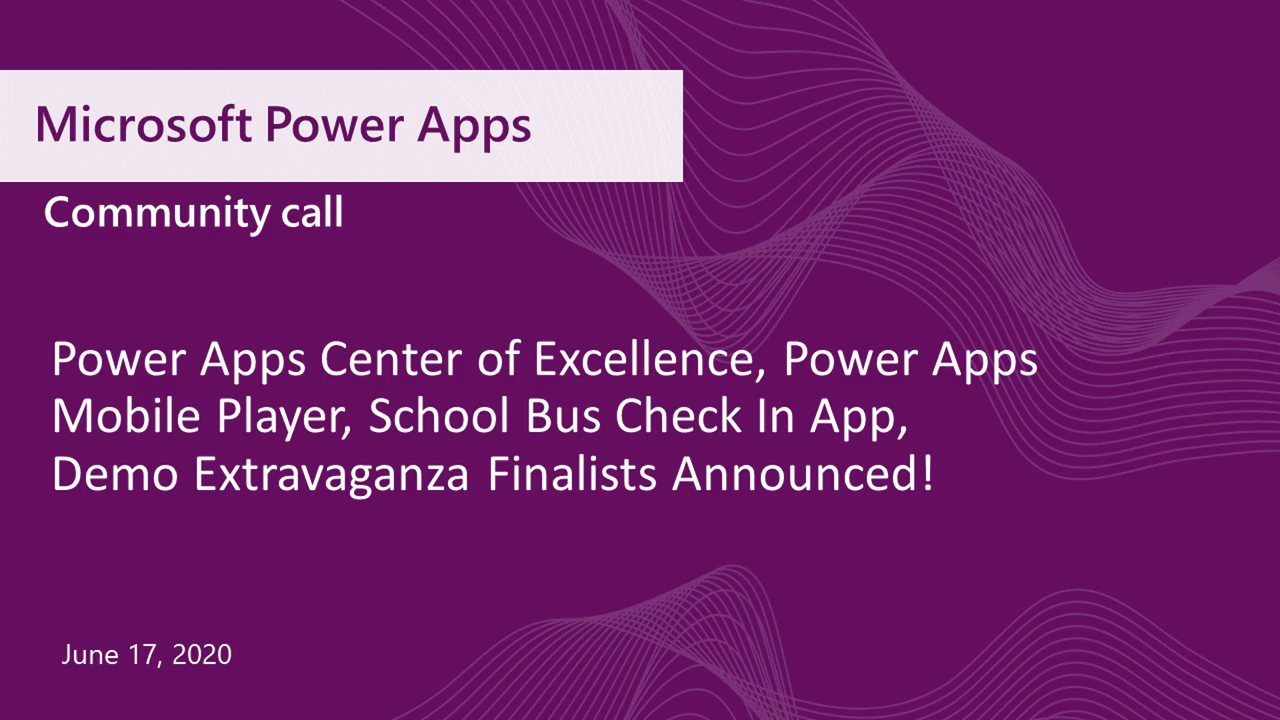 Microsoft Power Apps
Community call
Power Apps Center of Excellence, Power Apps
Mobile Player, School Bus Check In App,
Demo Extravaganza Finalists Announced!
June 17, 2020